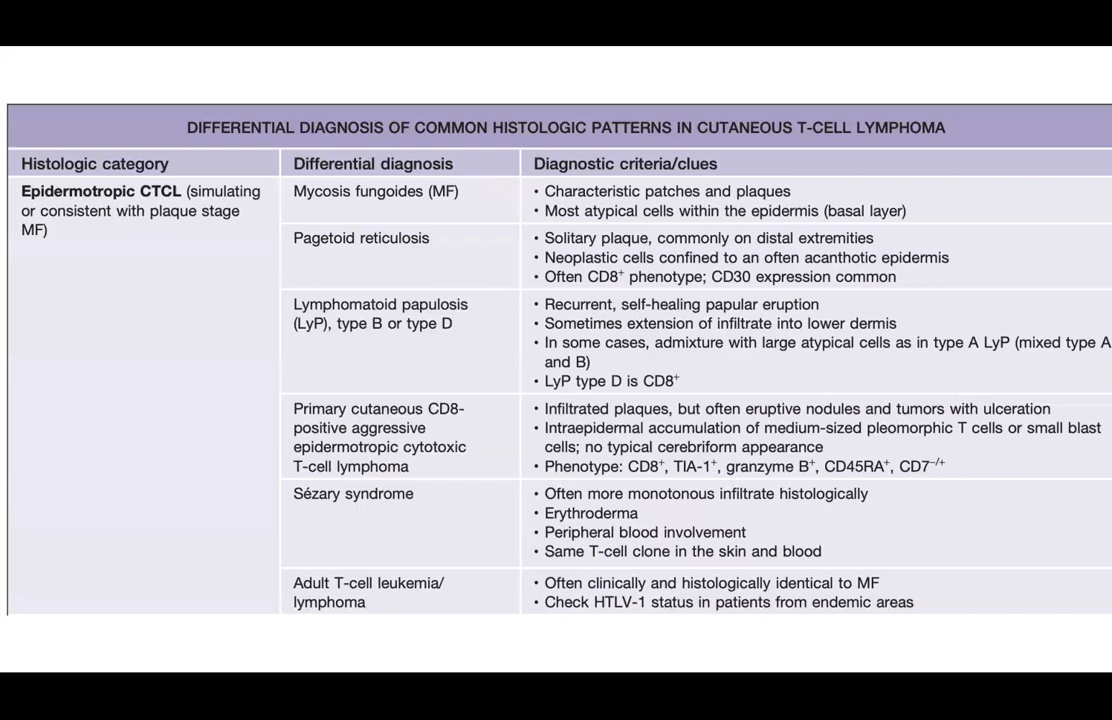 DIFFERENTIAL DIAGNOSIS OF COMMON HISTOLOGIC PATTERNS IN CUTANEOUS T-CELL LYMPHOMA
Histologic category
Differential diagnosis
Diagnostic criteria/clues
Epidermotropic CTCL (simulating
or consistent with plaque stage
MF)
Mycosis fungoides (MF)
• Characteristic patches and plaques
• Most atypical cells within the epidermis (basal layer)
Pagetoid reticulosis
• Solitary plaque, commonly on distal extremities
• Neoplastic cells confined to an often acanthotic epidermis
• Often CD8⁺ phenotype; CD30 expression common
Lymphomatoid papulosis
(LyP), type B or type D
• Recurrent, self-healing papular eruption
• Sometimes extension of infiltrate into lower dermis
• In some cases, admixture with large atypical cells as in type A LyP (mixed type A
and B)
• LyP type D is CD8⁺
Primary cutaneous CD8-
positive aggressive
epidermotropic cytotoxic
T-cell lymphoma
• Infiltrated plaques, but often eruptive nodules and tumors with ulceration
• Intraepidermal accumulation of medium-sized pleomorphic T cells or small blast
cells; no typical cerebriform appearance
• Phenotype: CD8⁺, TIA-1⁺, granzyme B⁺, CD45RA⁺, CD7⁻/⁺
Sézary syndrome
• Often more monotonous infiltrate histologically
• Erythroderma
• Peripheral blood involvement
• Same T-cell clone in the skin and blood
Adult T-cell leukemia/
lymphoma
• Often clinically and histologically identical to MF
• Check HTLV-1 status in patients from endemic areas